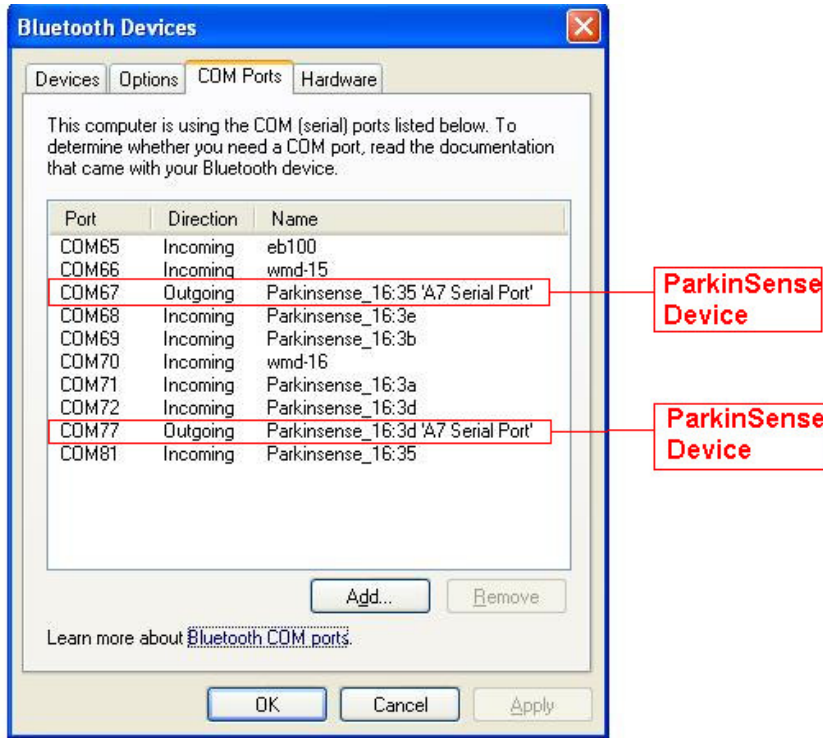 Bluetooth Devices
Devices Options COM Ports Hardware
This computer is using the COM (serial) ports listed below. To
determine whether you need a COM port, read the documentation
that came with your Bluetooth device.
Port Direction Name
COM65 Incoming eb100
COM66 Incoming wmd-15
COM67 Outgoing Parkinsense_16:35 'A7 Serial Port'
COM68 Incoming Parkinsense_16:3e
COM69 Incoming Parkinsense_16:3b
COM70 Incoming wmd-16
COM71 Incoming Parkinsense_16:3a
COM72 Incoming Parkinsense_16:3d
COM77 Outgoing Parkinsense_16:3d 'A7 Serial Port'
COM81 Incoming Parkinsense_16:35
ParkinSense
Device
ParkinSense
Device
Add... Remove
Learn more about Bluetooth COM ports.
OK Cancel Apply